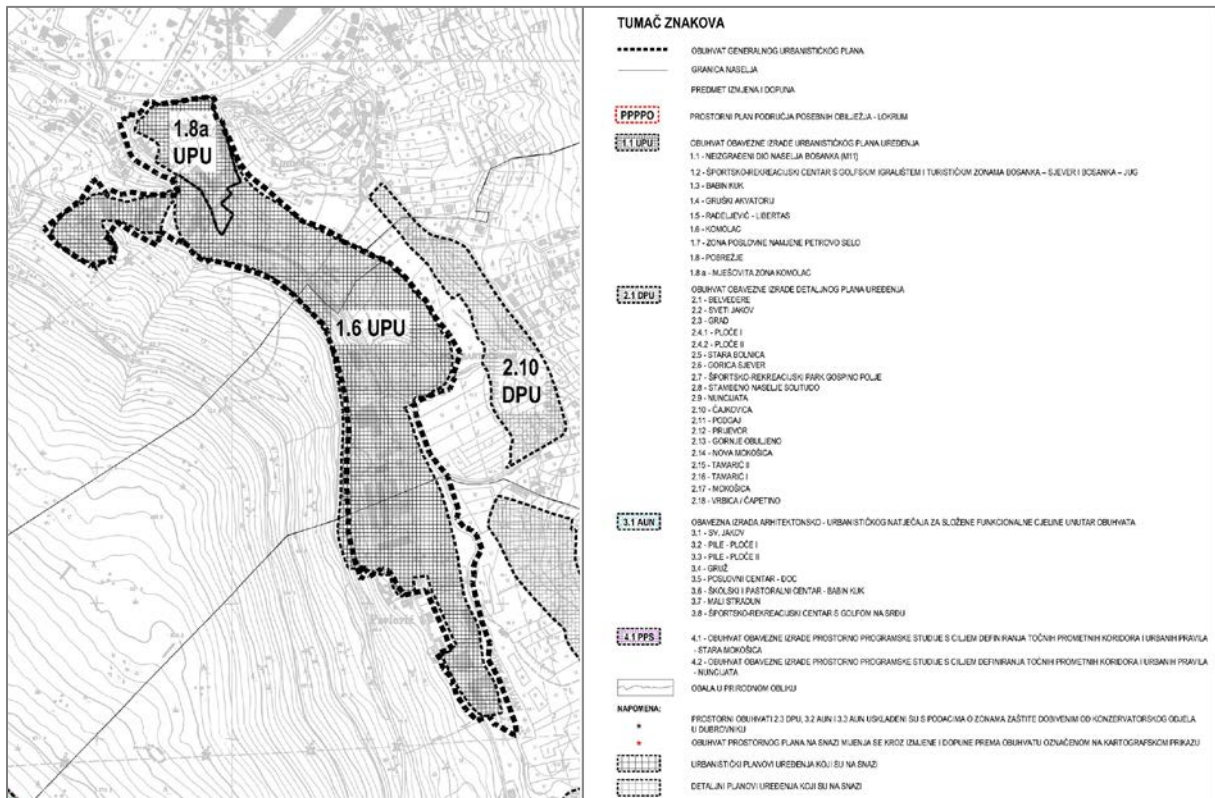 1.8a
UPU
1.6 UPU
2.10
DPU
TUMAČ ZNAKOVA
OBUHVAT GENERALNOG URBANISTIČKOG PLANA
GRANICA NASELJA
PREDMET IZMJENA I DOPUNA
PPPPO PROSTORNI PLAN PODRUČJA POSEBNIH OBILJEŽJA - LOKRUM
1.1 UPU OBUHVAT OBAVEZNE IZRADE URBANISTIČKOG PLANA UREĐENJA
1.1 - NEIZGRAĐENI DIO NASELJA BOSANKA (M11)
1.2 - ŠPORTSKO-REKREACIJSKI CENTAR S GOLFSKIM IGRALIŠTEM I TURISTIČKIM ZONAMA BOSANKA – SJEVER I BOSANKA – JUG
1.3 - BABIN KUK
1.4 - GRUŠKI AKVATORIJ
1.5 - RADELJEVIĆ - LIBERTAS
1.6 - KOMOLAC
1.7 - ZONA POSLOVNE NAMJENE PETROVO SELO
1.8 - POBREŽJE
1.8 a - MJEŠOVITA ZONA KOMOLAC
2.1 DPU OBUHVAT OBAVEZNE IZRADE DETALJNOG PLANA UREĐENJA
2.1 - BELVEDERE
2.2 - SVETI JAKOV
2.3 - GRAD
2.4.1 - PLOČE I
2.4.2 - PLOČE II
2.5 - STARA BOLNICA
2.6 - GORICA SJEVER
2.7 - ŠPORTSKO-REKREACIJSKI PARK GOSPINO POLJE
2.8 - STAMBENO NASELJE SOLITUDO
2.9 - NUNCIJATA
2.10 - ČAJKOVICA
2.11 - PODGAJ
2.12 - PRIJEVOR
2.13 - GORNJE OBULJENO
2.14 - NOVA MOKOŠICA
2.15 - TAMARIĆ II
2.16 - TAMARIĆ I
2.17 - MOKOŠICA
2.18 - VRBICA / ČAPETINO
3.1 AUN OBAVEZNA IZRADA ARHITEKTONSKO - URBANISTIČKOG NATJEČAJA ZA SLOŽENE FUNKCIONALNE CJELINE UNUTAR OBUHVATA
3.1 - SV. JAKOV
3.2 - PILE - PLOČE I
3.3 - PILE - PLOČE II
3.4 - GRUŽ
3.5 - POSLOVNI CENTAR - DOC
3.6 - ŠKOLSKI I PASTORALNI CENTAR - BABIN KUK
3.7 - MALI STRADUN
3.8 - ŠPORTSKO-REKREACIJSKI CENTAR S GOLFOM NA SRĐU
4.1 PPS 4.1 - OBUHVAT OBAVEZNE IZRADE PROSTORNO PROGRAMSKE STUDIJE S CILJEM DEFINIRANJA TOČNIH PROMETNIH KORIDORA I URBANIH PRAVILA
- STARA MOKOŠICA
4.2 - OBUHVAT OBAVEZNE IZRADE PROSTORNO PROGRAMSKE STUDIJE S CILJEM DEFINIRANJA TOČNIH PROMETNIH KORIDORA I URBANIH PRAVILA
- NUNCIJATA
OBALA U PRIRODNOM OBLIKU
NAPOMENA:
* PROSTORNI OBUHVATI 2.3 DPU, 3.2 AUN I 3.3 AUN USKLAĐENI SU S PODACIMA O ZONAMA ZAŠTITE DOBIVENIM OD KONZERVATORSKOG ODJELA
U DUBROVNIKU
* OBUHVAT PROSTORNOG PLANA NA SNAZI MIJENJA SE KROZ IZMJENE I DOPUNE PREMA OBUHVATU OZNAČENOM NA KARTOGRAFSKOM PRIKAZU
URBANISTIČKI PLANOVI UREĐENJA KOJI SU NA SNAZI
DETALJNI PLANOVI UREĐENJA KOJI SU NA SNAZI